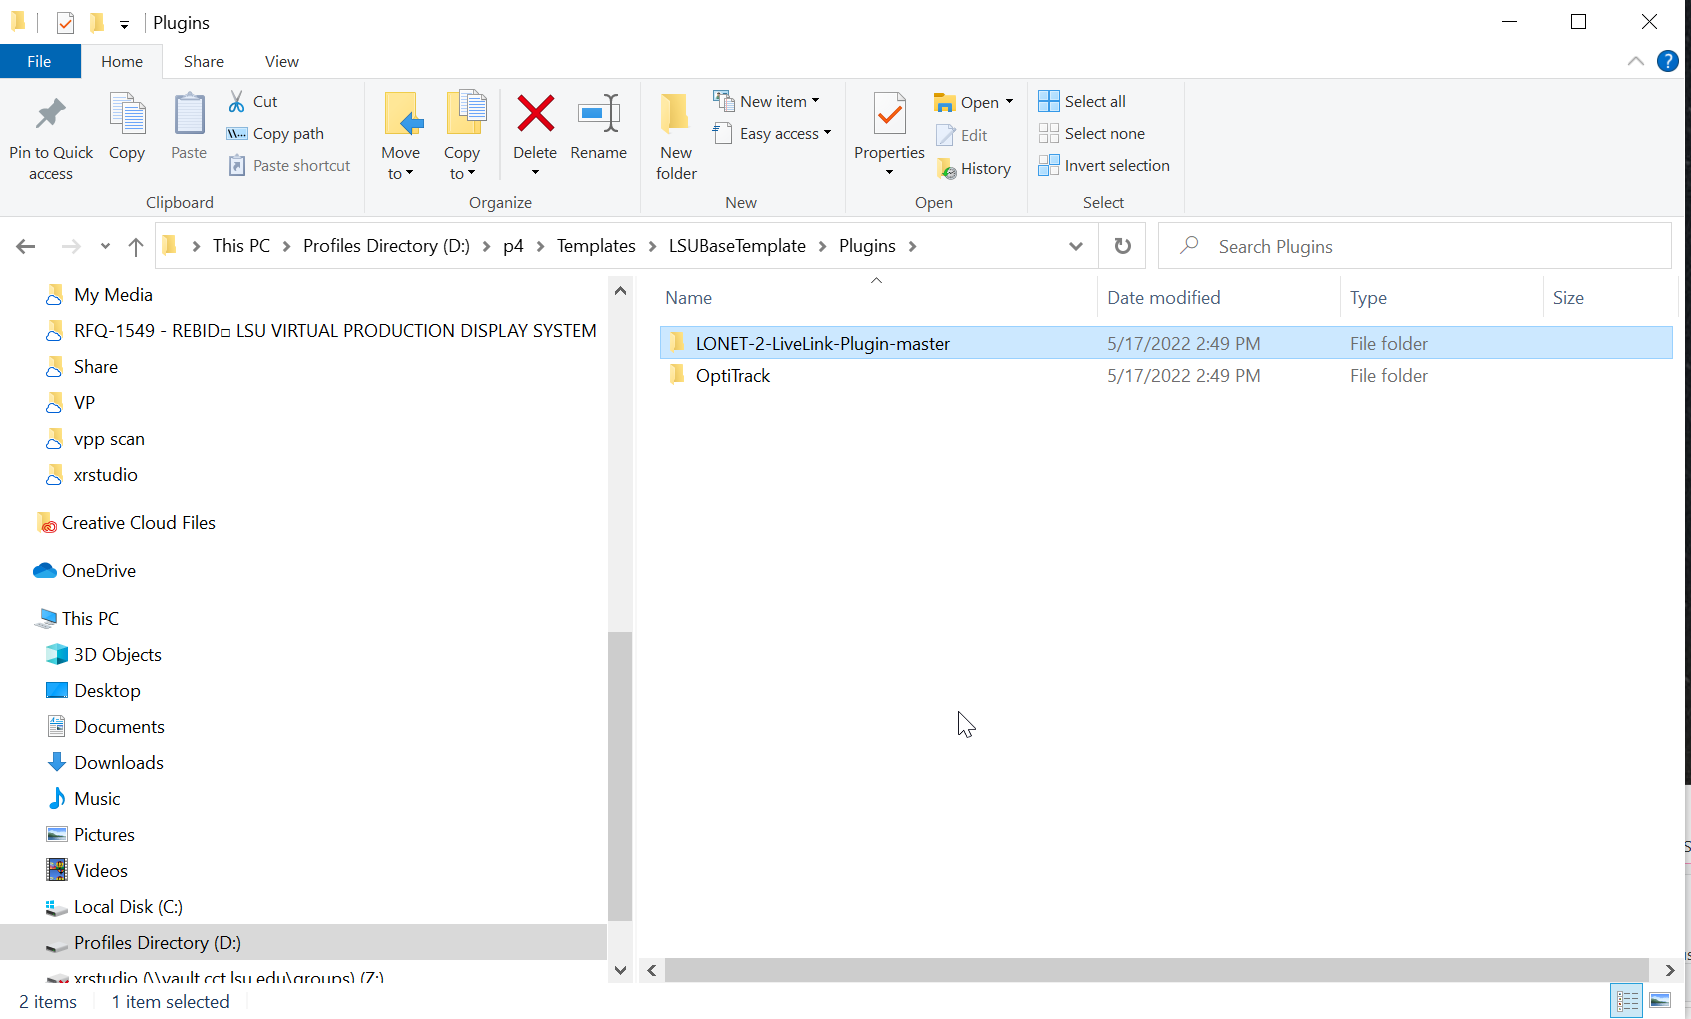 Plugins
File Home Share View
?
Pin to Quick access
Copy
Paste
Cut
Copy path
Paste shortcut
Clipboard
Move to
Copy to
Delete
Rename
Organize
New folder
New item
Easy access
New
Properties
Open
Edit
History
Open
Select all
Select none
Invert selection
Select
This PC > Profiles Directory (D:) > p4 > Templates > LSUBaseTemplate > Plugins >
Search Plugins
My Media
RFQ-1549 - REBID□ LSU VIRTUAL PRODUCTION DISPLAY SYSTEM
Share
VP
vpp scan
xrstudio
Creative Cloud Files
OneDrive
This PC
3D Objects
Desktop
Documents
Downloads
Music
Pictures
Videos
Local Disk (C:)
Profiles Directory (D:)
xrstudio (\\vault.cct.lsu.edu\groups) (Z:)
Name Date modified Type Size
LONET-2-LiveLink-Plugin-master 5/17/2022 2:49 PM File folder
OptiTrack 5/17/2022 2:49 PM File folder
2 items 1 item selected